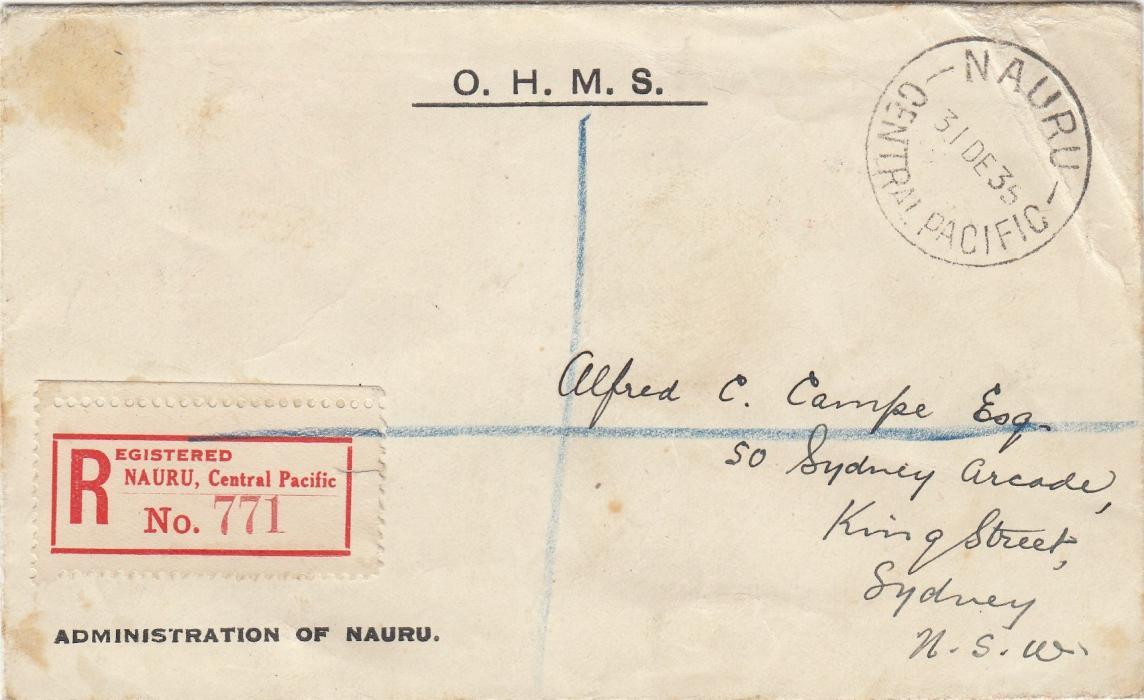 O. H. M. S.
NAURU
31 DE 35
CENTRAL PACIFIC
Alfred C. Campe Esq.
50 Sydney Arcade,
King Street,
Sydney
N. S. W.
REGISTERED
NAURU, Central Pacific
No. 771
ADMINISTRATION OF NAURU.